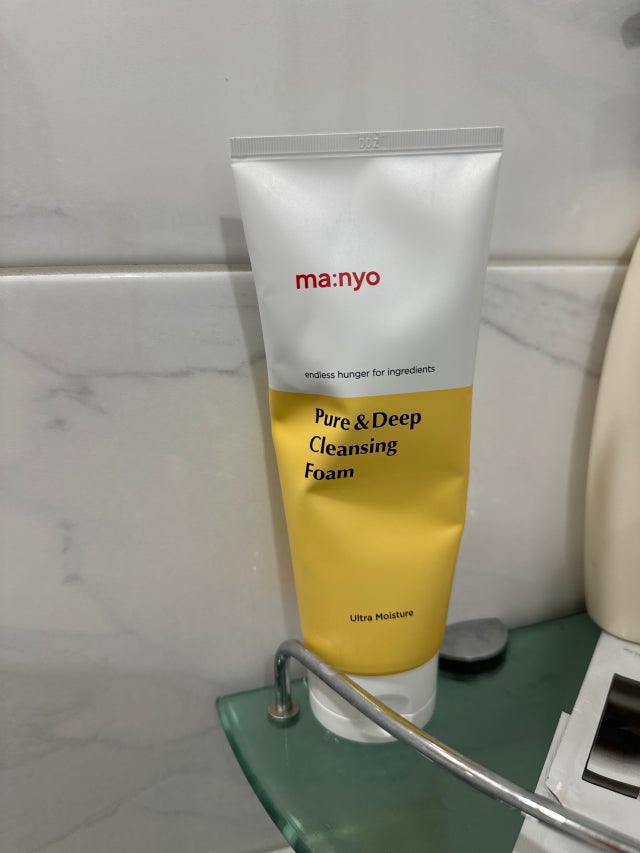 ma:nyo
endless hunger for ingredients
Pure & Deep
Cleansing
Foam
Ultra Moisture